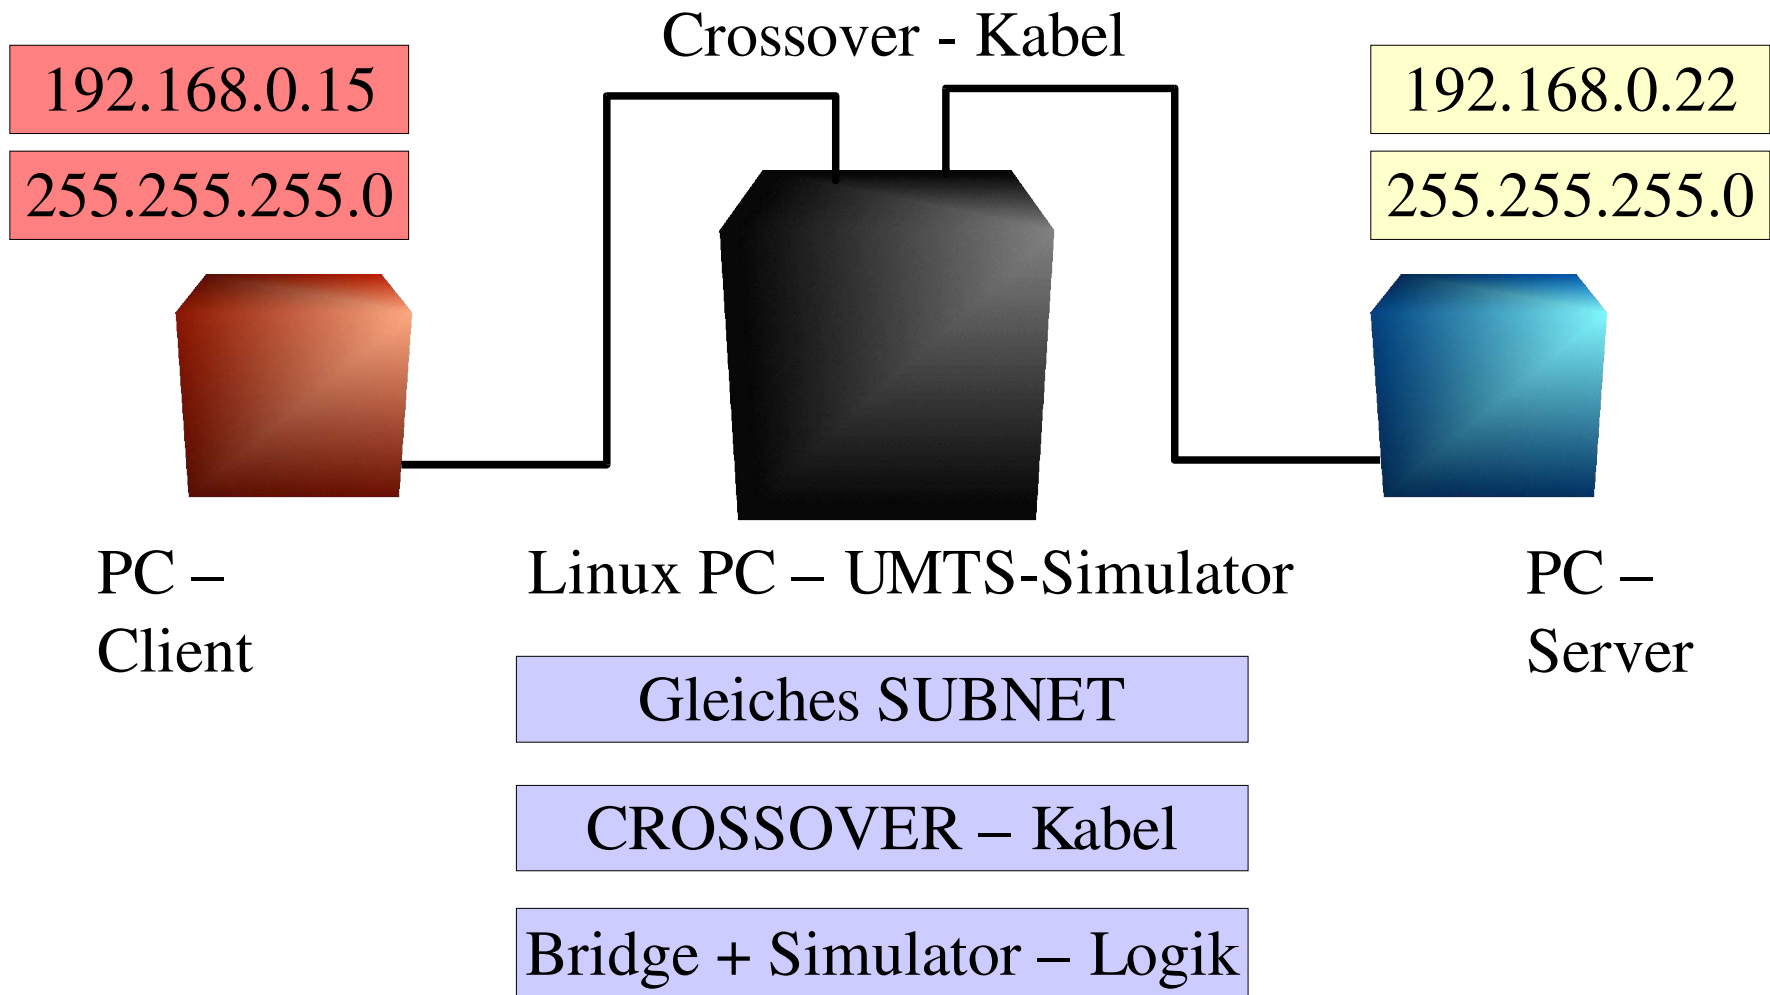 Crossover - Kabel
192.168.0.15
255.255.255.0
192.168.0.22
255.255.255.0
PC –
Client
Linux PC – UMTS-Simulator
PC –
Server
Gleiches SUBNET
CROSSOVER – Kabel
Bridge + Simulator – Logik